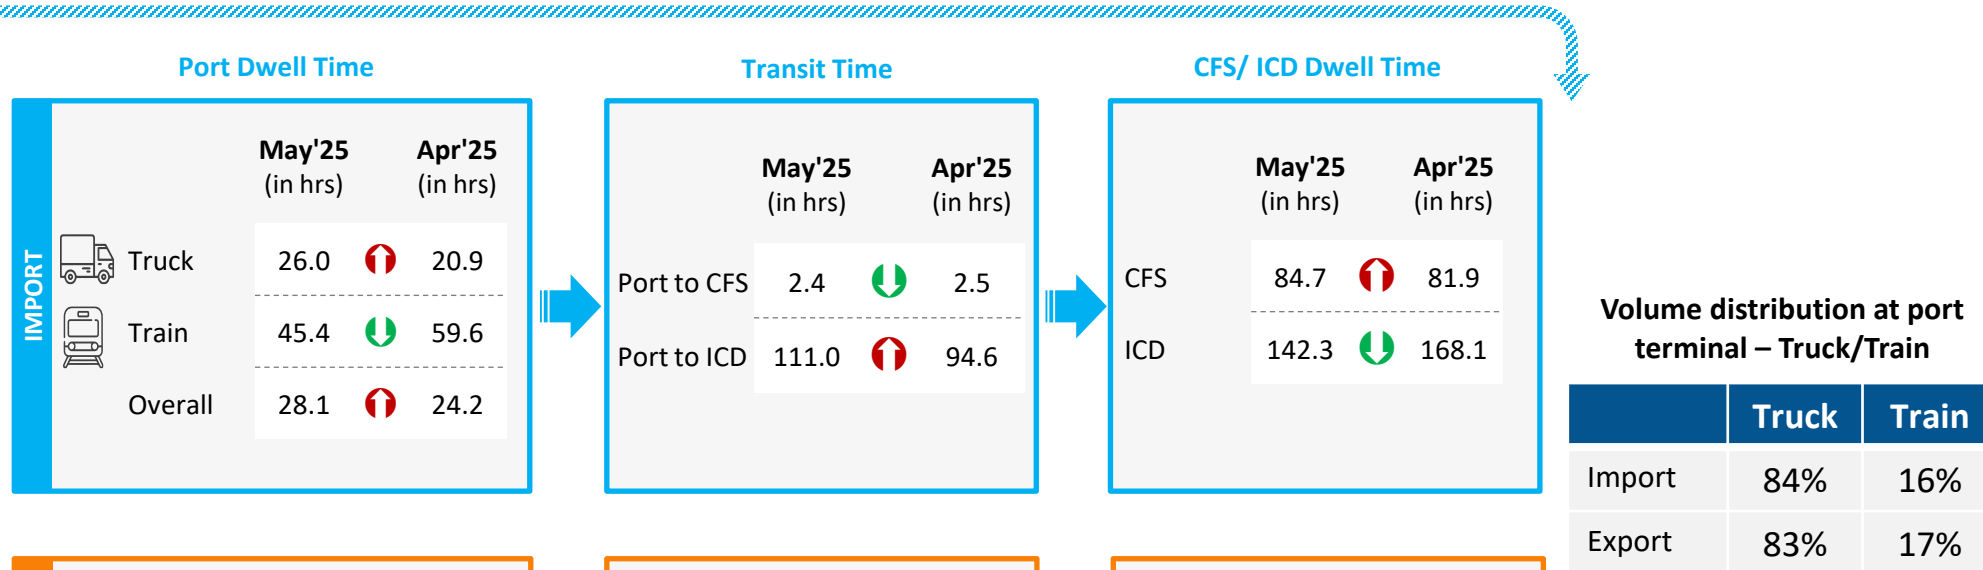 Port Dwell Time
Transit Time
CFS/ ICD Dwell Time
IMPORT
May'25 Apr'25
(in hrs) (in hrs)
Truck 26.0 20.9
Train 45.4 59.6
Overall 28.1 24.2
May'25 Apr'25
(in hrs) (in hrs)
Port to CFS 2.4 2.5
Port to ICD 111.0 94.6
May'25 Apr'25
(in hrs) (in hrs)
CFS 84.7 81.9
ICD 142.3 168.1
Volume distribution at port
terminal – Truck/Train
Truck Train
Import 84% 16%
Export 83% 17%